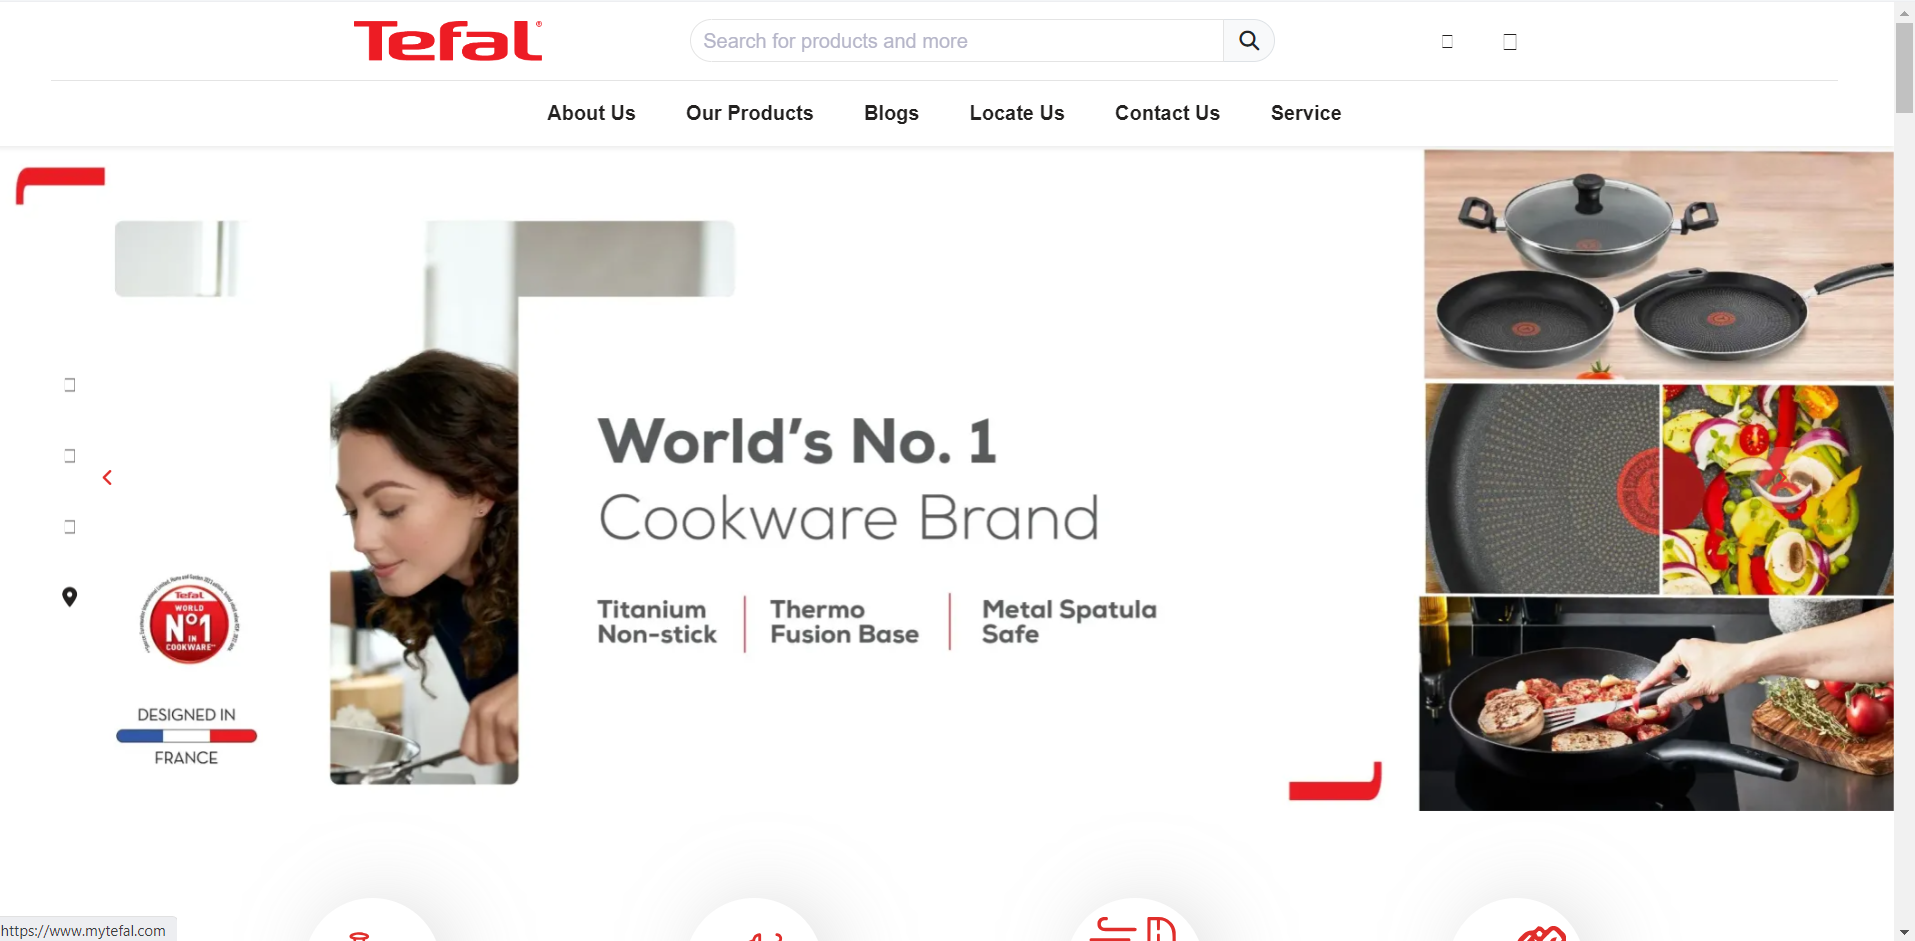 Tefal®
Search for products and more
About Us
Our Products
Blogs
Locate Us
Contact Us
Service
World's No. 1
Cookware Brand
Titanium
Non-stick
Thermo
Fusion Base
Metal Spatula
Safe
Tefal
WORLD
Nº1
IN
COOKWARE
DESIGNED IN
FRANCE
https://www.mytefal.com